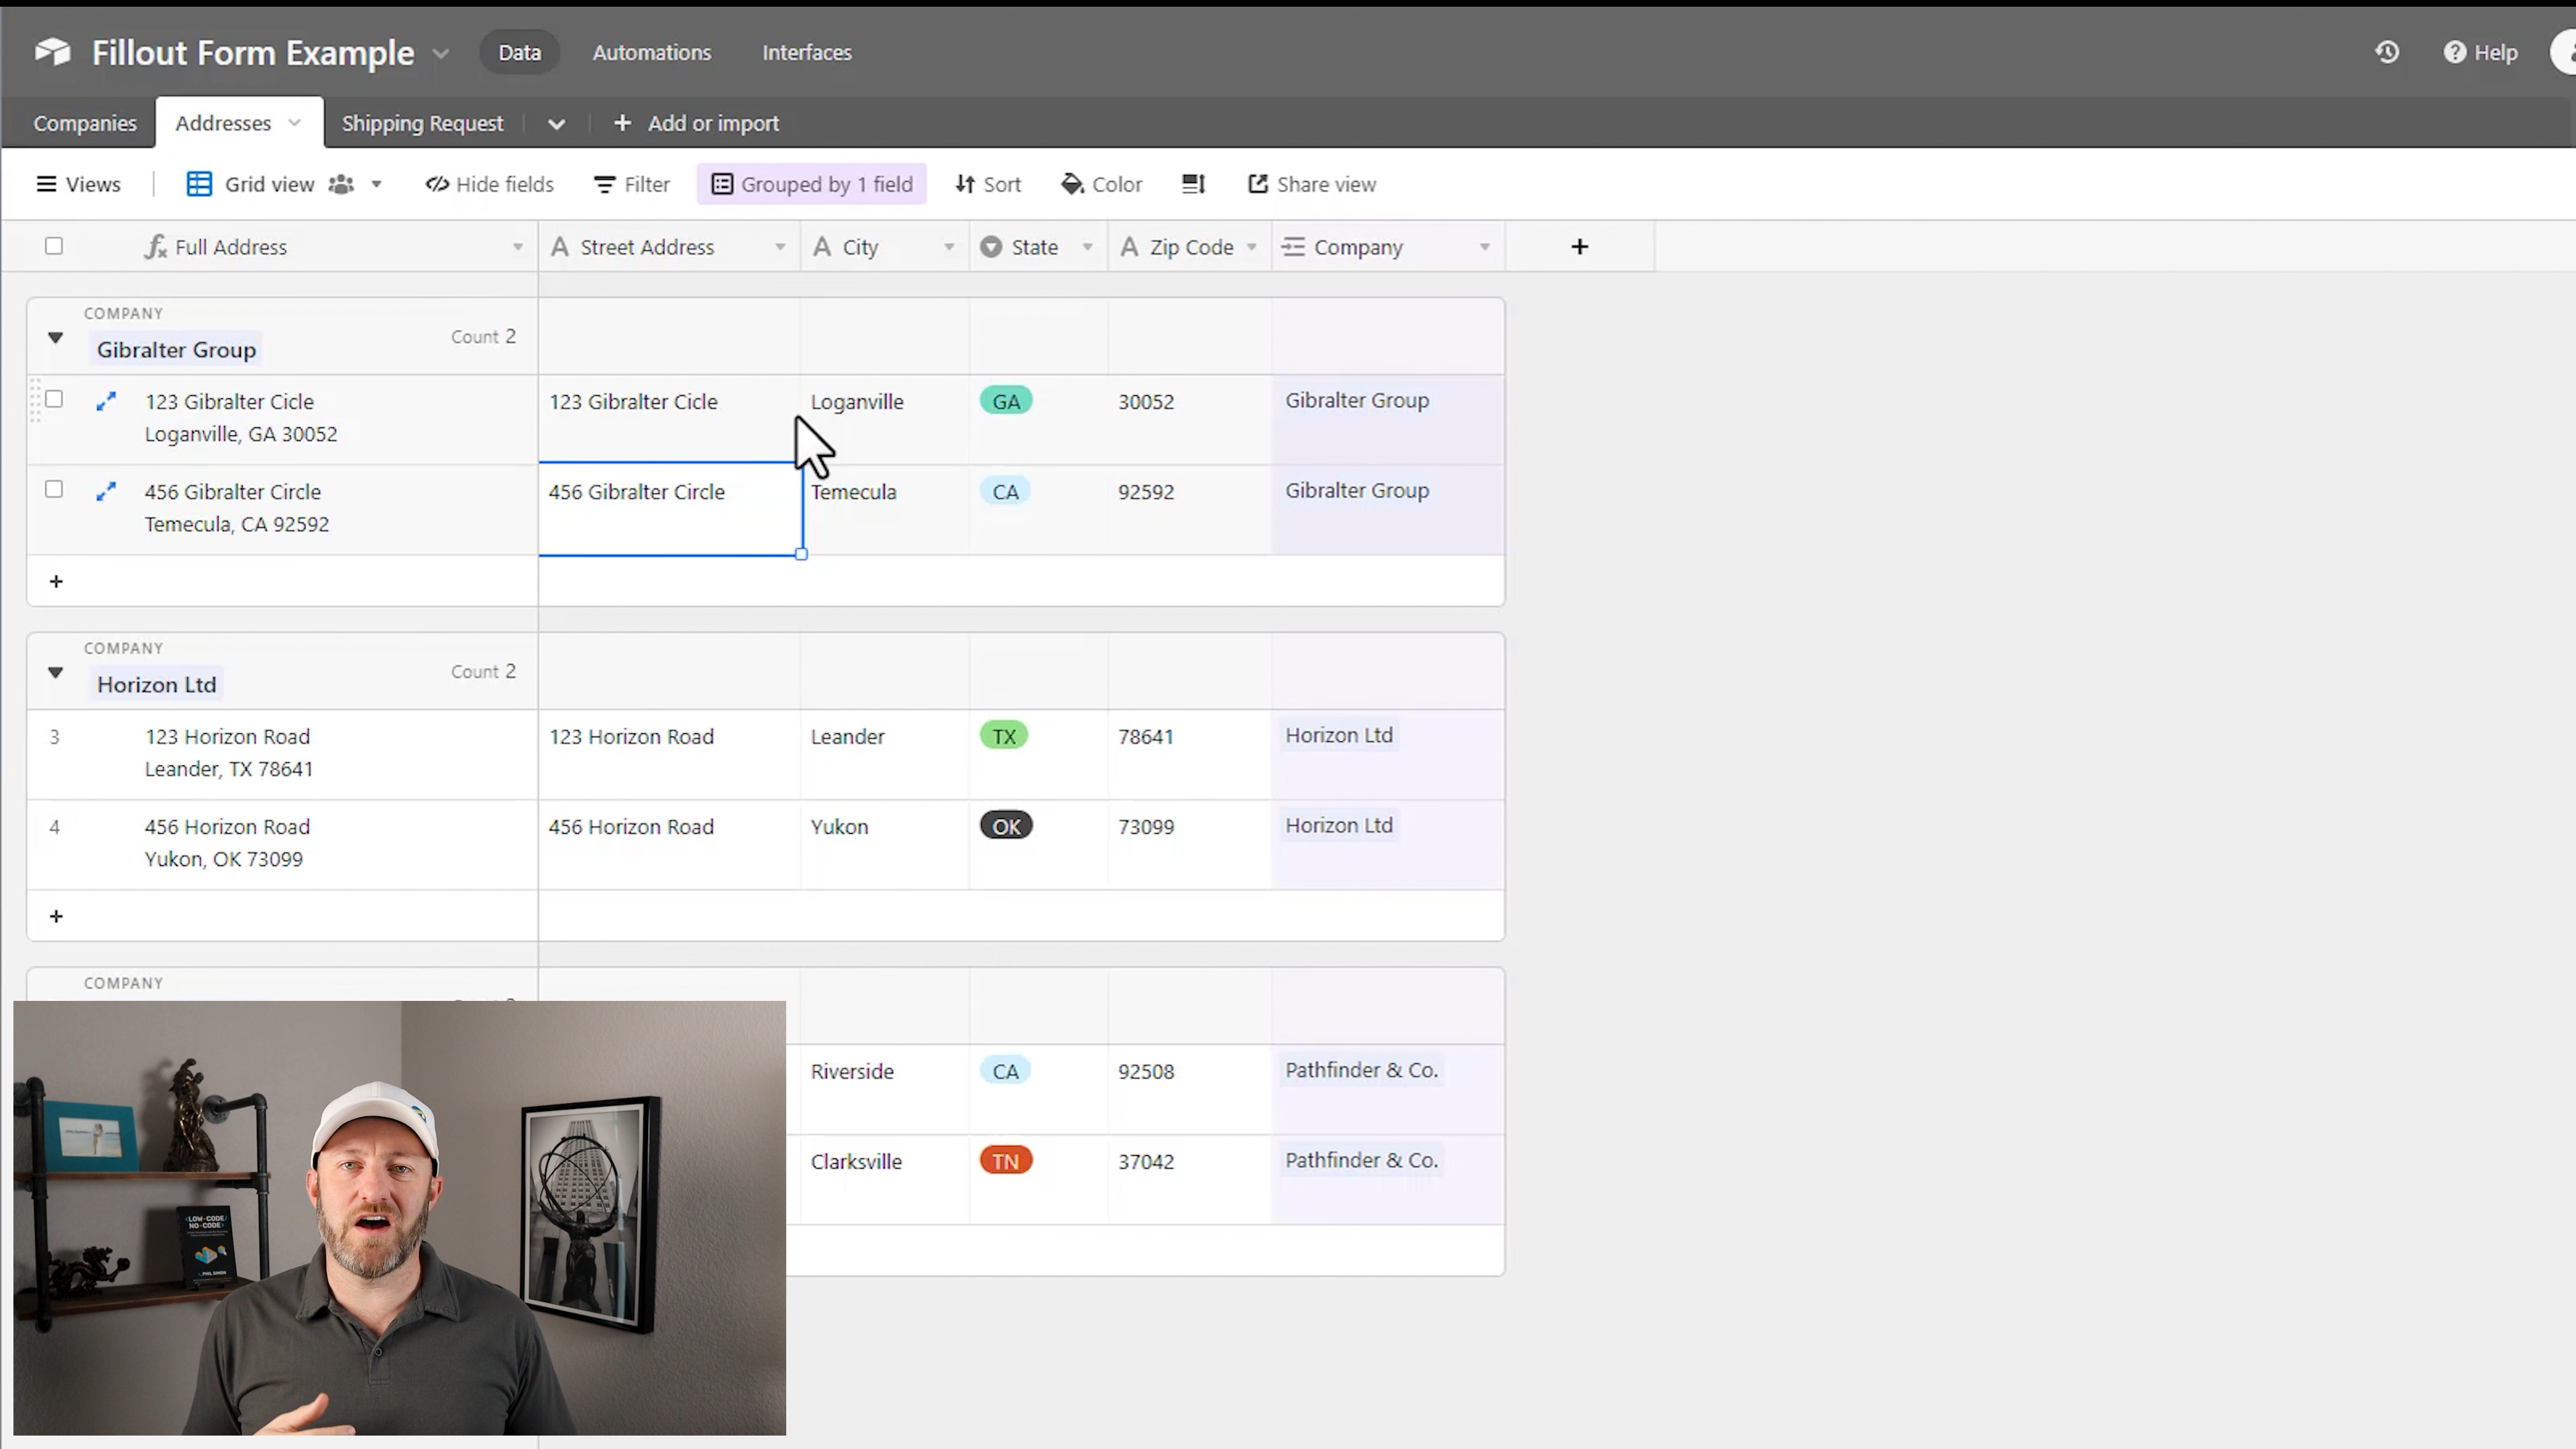 Fillout Form Example Data Automations Interfaces Help
Companies Addresses Shipping Request + Add or import
Views Grid view Hide fields Filter Grouped by 1 field Sort Color Share view
Full Address Street Address City State Zip Code Company +
COMPANY
Gibralter Group Count 2
123 Gibralter Cicle
Loganville, GA 30052 123 Gibralter Cicle Loganville GA 30052 Gibralter Group
456 Gibralter Circle
Temecula, CA 92592 456 Gibralter Circle Temecula CA 92592 Gibralter Group
+
COMPANY
Horizon Ltd Count 2
3 123 Horizon Road
Leander, TX 78641 123 Horizon Road Leander TX 78641 Horizon Ltd
4 456 Horizon Road
Yukon, OK 73099 456 Horizon Road Yukon OK 73099 Horizon Ltd
+
COMPANY
Riverside CA 92508 Pathfinder & Co.
Clarksville TN 37042 Pathfinder & Co.
LOW-CODE/
NO-CODE
PHIL SIMON